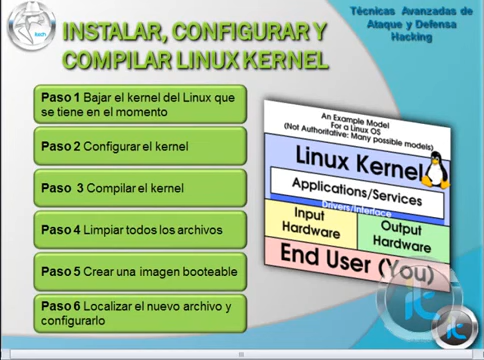 Técnicas Avanzadas de
Ataque y Defensa
Hacking
INSTALAR, CONFIGURAR Y
COMPILAR LINUX KERNEL
Paso 1 Bajar el kernel del Linux que
se tiene en el momento
Paso 2 Configurar el kernel
Paso 3 Compilar el kernel
Paso 4 Limpiar todos los archivos
Paso 5 Crear una imagen booteable
Paso 6 Localizar el nuevo archivo y
configurarlo
An Example Model
For a Linux OS
(Not Authoritative: Many possible models)
Linux Kernel
Applications/Services
Drivers/Interface
Input
Hardware
Output
Hardware
End User (You)